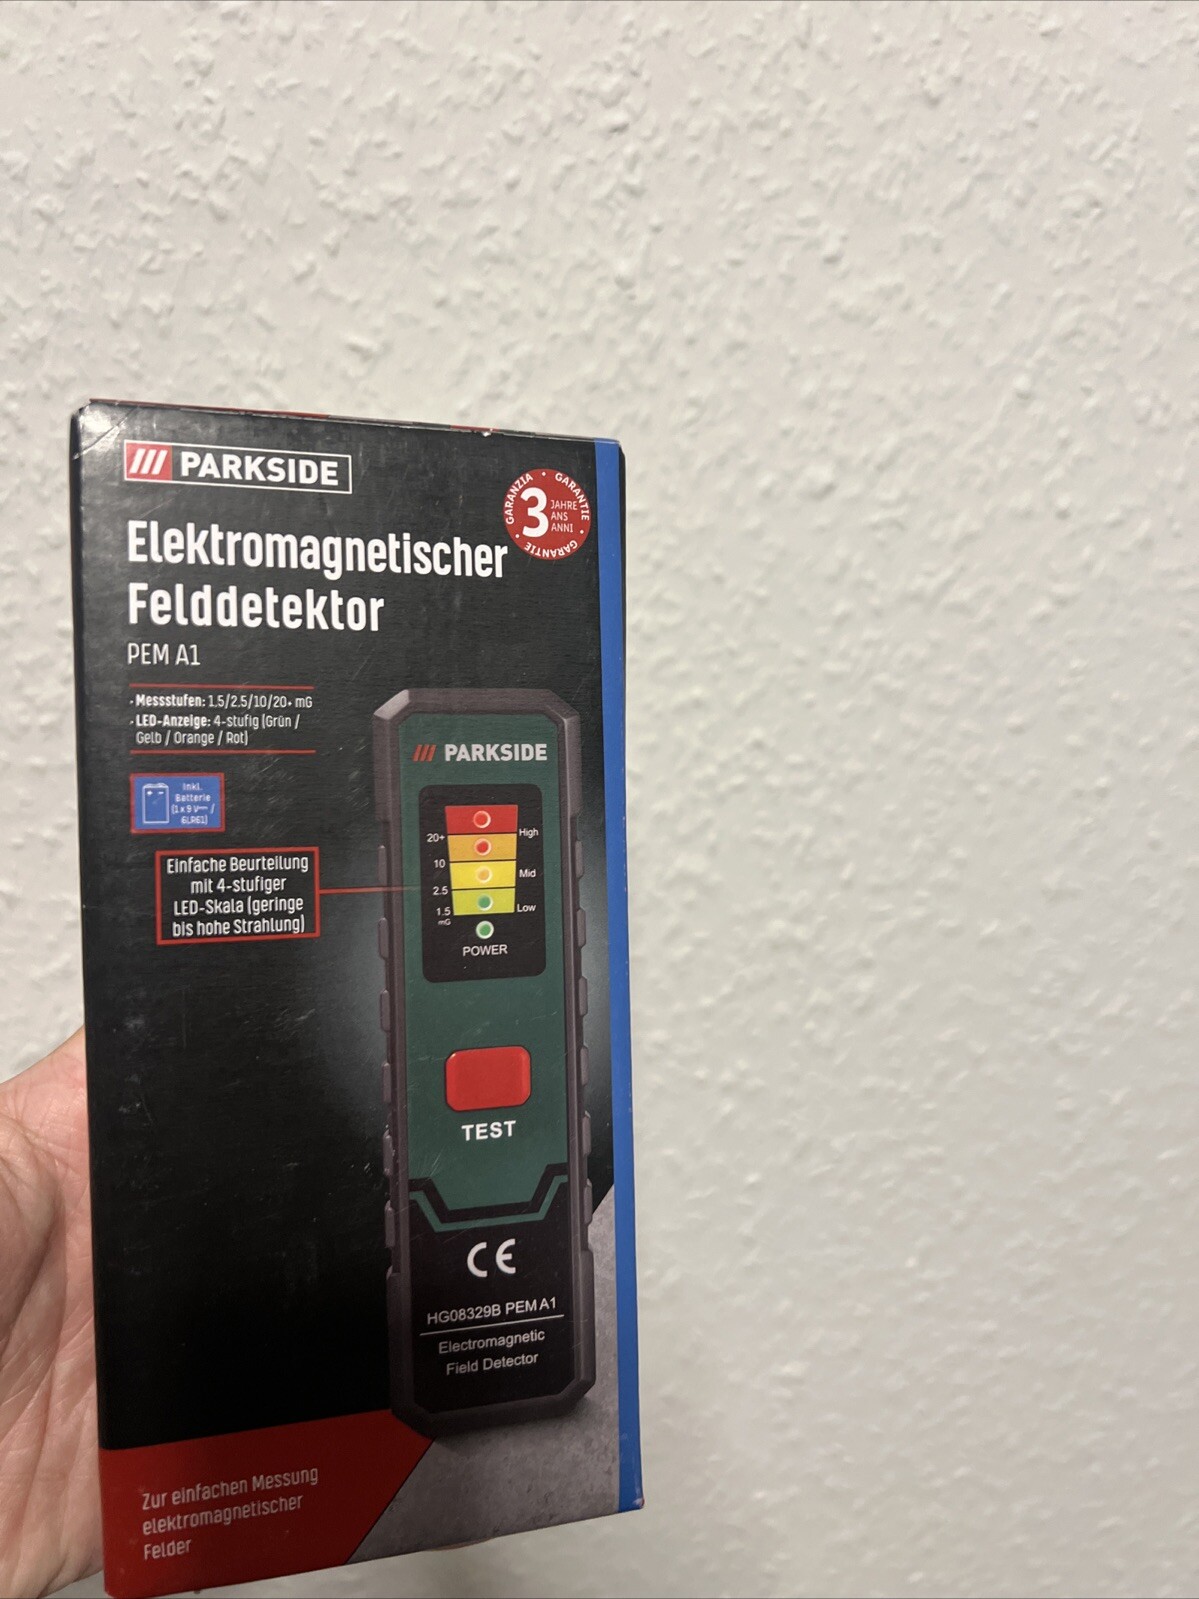 PARKSIDE
GARANZIA • GARANTIE • GARANTIE •
3 JAHRE
ANS
ANNI
Elektromagnetischer
Felddetektor
PEM A1
· Messstufen: 1.5/2.5/10/20+ mG
· LED-Anzeige: 4-stufig (Grün /
Gelb / Orange / Rot)
Inkl.
Batterie
(1 x 9 V⎓ /
6LR61)
Einfache Beurteilung
mit 4-stufiger
LED-Skala (geringe
bis hohe Strahlung)
PARKSIDE
20+ High
10
Mid
2.5
1.5 Low
mG
POWER
TEST
CE
HG08329B PEM A1
Electromagnetic
Field Detector
Zur einfachen Messung
elektromagnetischer
Felder